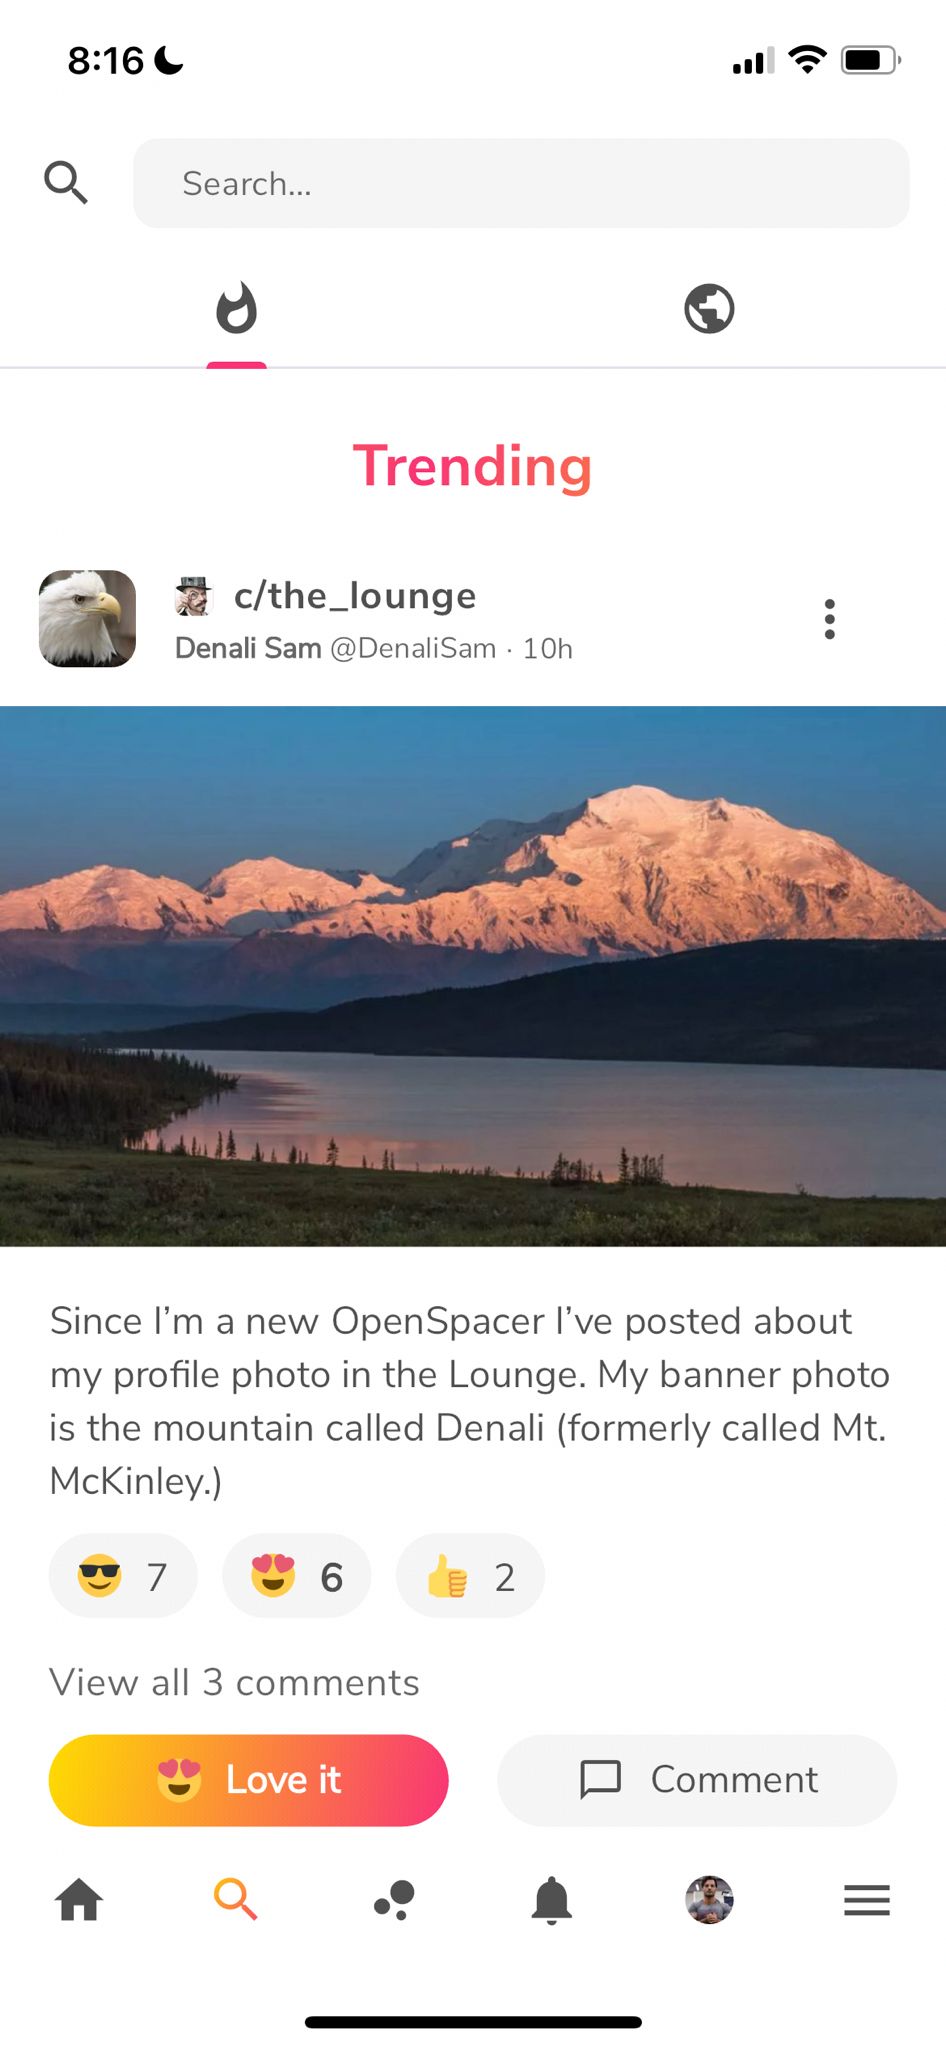 8:16
Search...
Trending
c/the_lounge
Denali Sam @DenaliSam · 10h
Since I’m a new OpenSpacer I’ve posted about
my profile photo in the Lounge. My banner photo
is the mountain called Denali (formerly called Mt.
McKinley.)
7 6 2
View all 3 comments
Love it Comment